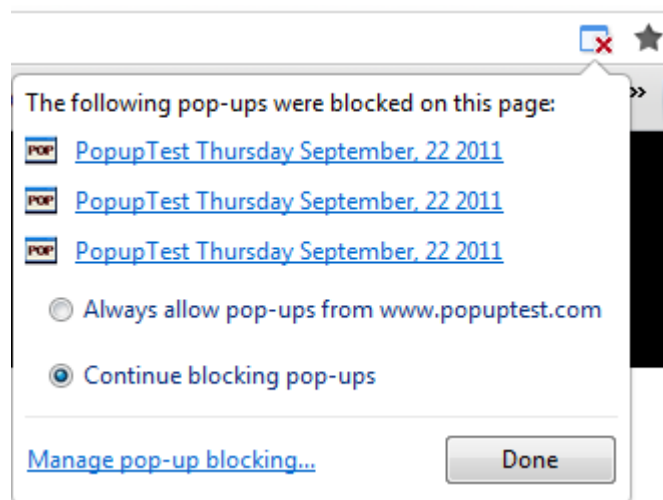 The following pop-ups were blocked on this page:
POP PopupTest Thursday September, 22 2011
POP PopupTest Thursday September, 22 2011
POP PopupTest Thursday September, 22 2011
Always allow pop-ups from www.popuptest.com
Continue blocking pop-ups
Manage pop-up blocking... Done